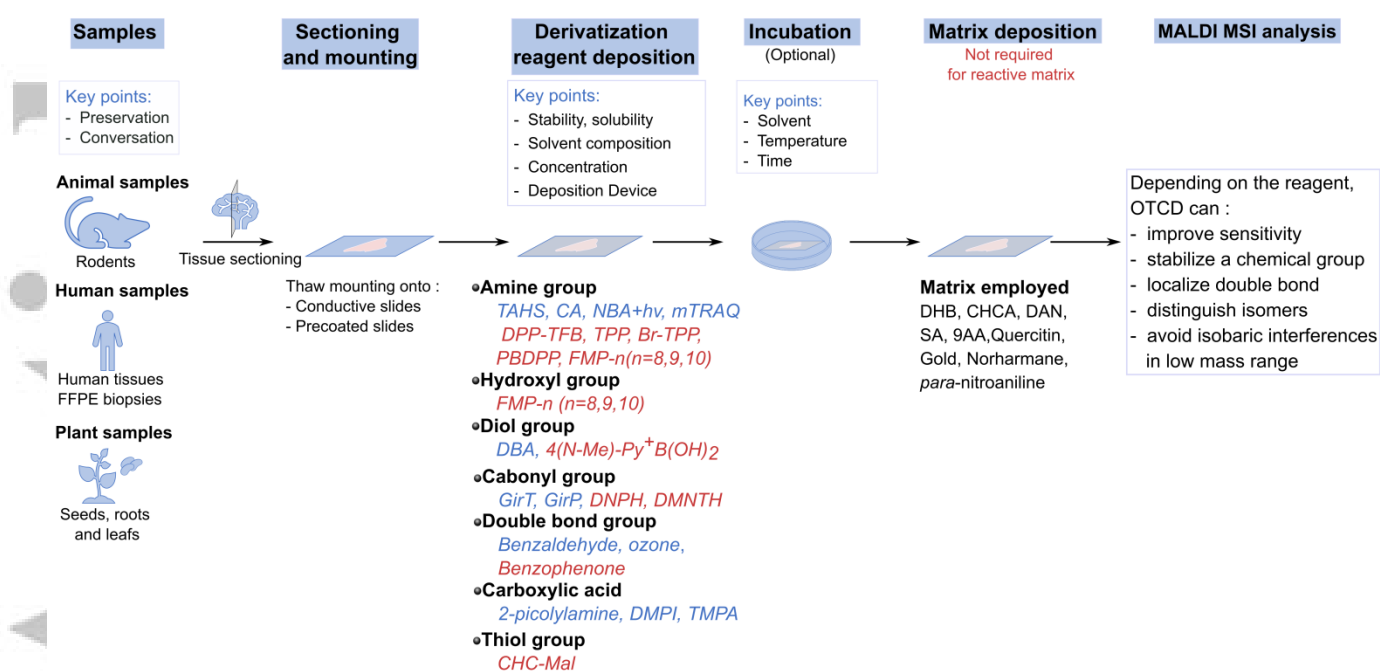 Samples
Key points:
- Preservation
- Conversation
Animal samples
Rodents
Human samples
Human tissues
FFPE biopsies
Plant samples
Seeds, roots
and leafs
Tissue sectioning
Sectioning
and mounting
Thaw mounting onto :
- Conductive slides
- Precoated slides
Derivatization
reagent deposition
Key points:
- Stability, solubility
- Solvent composition
- Concentration
- Deposition Device
Amine group
TAHS, CA, NBA+hv, mTRAQ
DPP-TFB, TPP, Br-TPP,
PBDPP, FMP-n(n=8,9,10)
Hydroxyl group
FMP-n (n=8,9,10)
Diol group
DBA, 4(N-Me)-Py+B(OH)2
Cabonyl group
GirT, GirP, DNPH, DMNTH
Double bond group
Benzaldehyde, ozone,
Benzophenone
Carboxylic acid
2-picolylamine, DMPI, TMPA
Thiol group
CHC-Mal
Incubation
(Optional)
Key points:
- Solvent
- Temperature
- Time
Matrix deposition
Not required
for reactive matrix
Matrix employed
DHB, CHCA, DAN,
SA, 9AA,Quercitin,
Gold, Norharmane,
para-nitroaniline
MALDI MSI analysis
Depending on the reagent,
OTCD can :
- improve sensitivity
- stabilize a chemical group
- localize double bond
- distinguish isomers
- avoid isobaric interferences
in low mass range